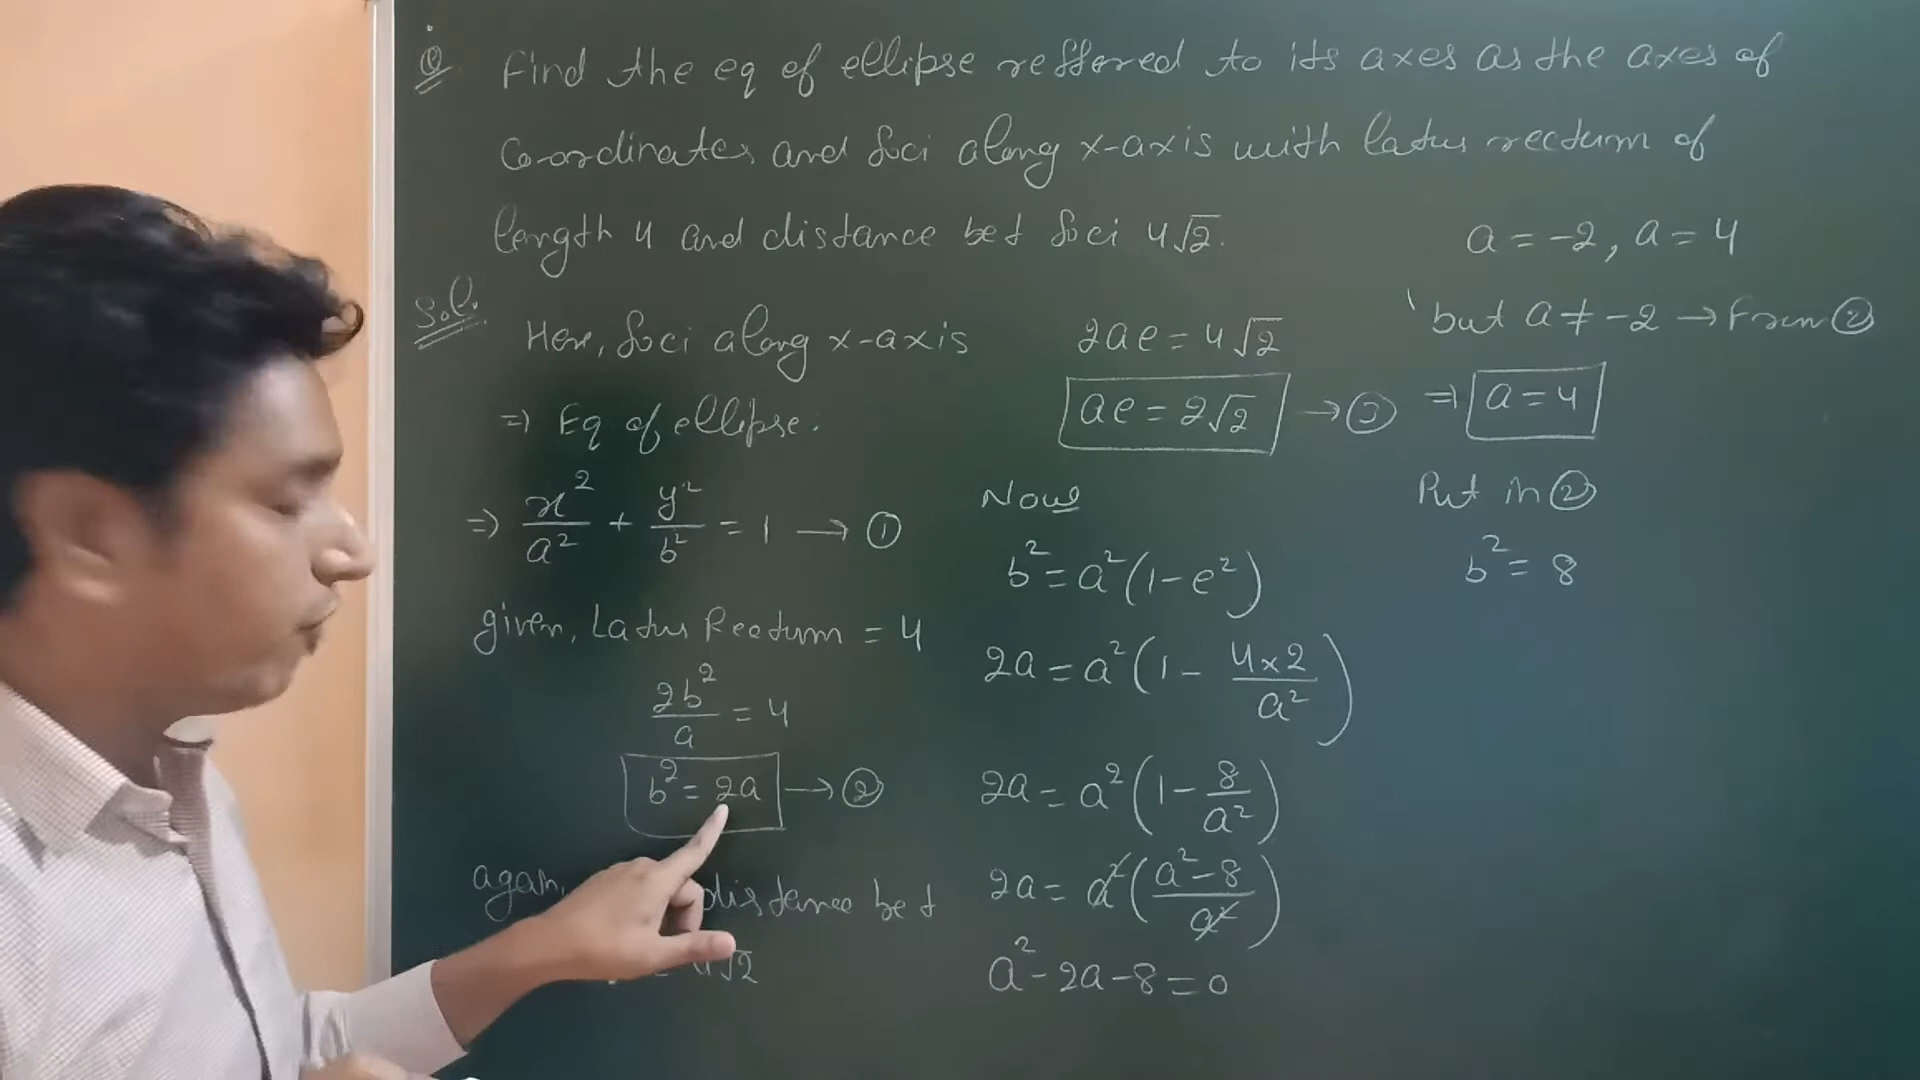 Q. Find the eq of ellipse reffered to its axes as the axes of
Co-ordinates and foci along x-axis with latus rectum of
length 4 and distance bet foci 4√2.
Sol. Here, foci along x-axis
⇒ Eq of ellipse.
⇒ x²/a² + y²/b² = 1 → ①
given, Latus Rectum = 4
2b²/a = 4
b² = 2a → ②
again, distance bet
= 4√2
2ae = 4√2
ae = 2√2 → ③
Now
b² = a²(1-e²)
2a = a²(1 - 4×2/a²)
2a = a²(1 - 8/a²)
2a = a²(a²-8/a²)
a² - 2a - 8 = 0
a = -2, a = 4
but a ≠ -2 → From ②
⇒ a = 4
Put in ②
b² = 8